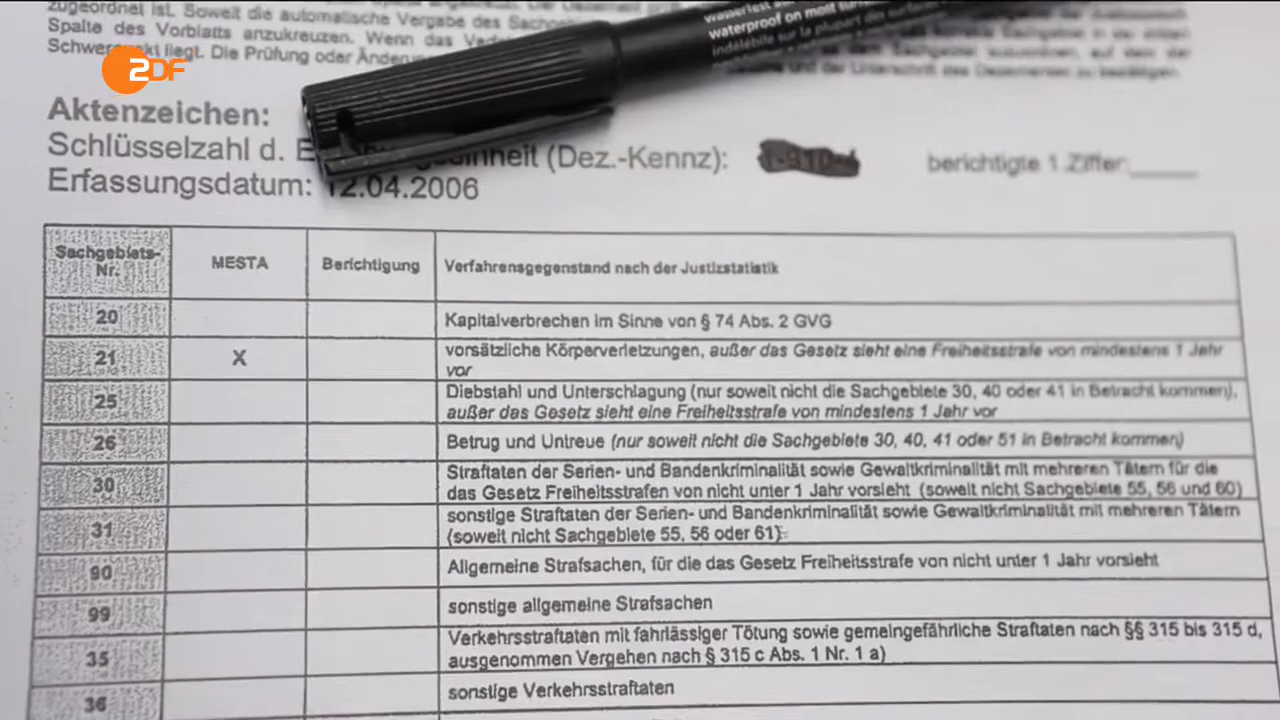 zugeordnet ist. Soweit die automatische Vergabe des
Spalte des Vorblatts anzukreuzen. Wenn das
liegt. Die Prüfung oder
ZDF
waterproof on most
indélébile sur la plupart des
Aktenzeichen:
Schlüsselzahl d. (Dez.-Kennz): berichtigte 1.Ziffer:
Erfassungsdatum: 12.04.2006
Sachgebiets-Nr. MESTA Berichtigung Verfahrensgegenstand nach der Justizstatistik
20 Kapitalverbrechen im Sinne von § 74 Abs. 2 GVG
21 X vorsätzliche Körperverletzungen, außer das Gesetz sieht eine Freiheitsstrafe von mindestens 1 Jahr
vor
25 Diebstahl und Unterschlagung (nur soweit nicht die Sachgebiete 30, 40 oder 41 in Betracht kommen),
außer das Gesetz sieht eine Freiheitsstrafe von mindestens 1 Jahr vor
26 Betrug und Untreue (nur soweit nicht die Sachgebiete 30, 40, 41 oder 51 in Betracht kommen)
30 Straftaten der Serien- und Bandenkriminalität sowie Gewaltkriminalität mit mehreren Tätern für die
das Gesetz Freiheitsstrafen von nicht unter 1 Jahr vorsieht (soweit nicht Sachgebiete 55, 56 und 60)
31 sonstige Straftaten der Serien- und Bandenkriminalität sowie Gewaltkriminalität mit mehreren Tätern
(soweit nicht Sachgebiete 55, 56 oder 61)
90 Allgemeine Strafsachen, für die das Gesetz Freiheitsstrafe von nicht unter 1 Jahr vorsieht
99 sonstige allgemeine Strafsachen
35 Verkehrsstraftaten mit fahrlässiger Tötung sowie gemeingefährliche Straftaten nach §§ 315 bis 315 d,
ausgenommen Vergehen nach § 315 c Abs. 1 Nr. 1 a)
36 sonstige Verkehrsstraftaten